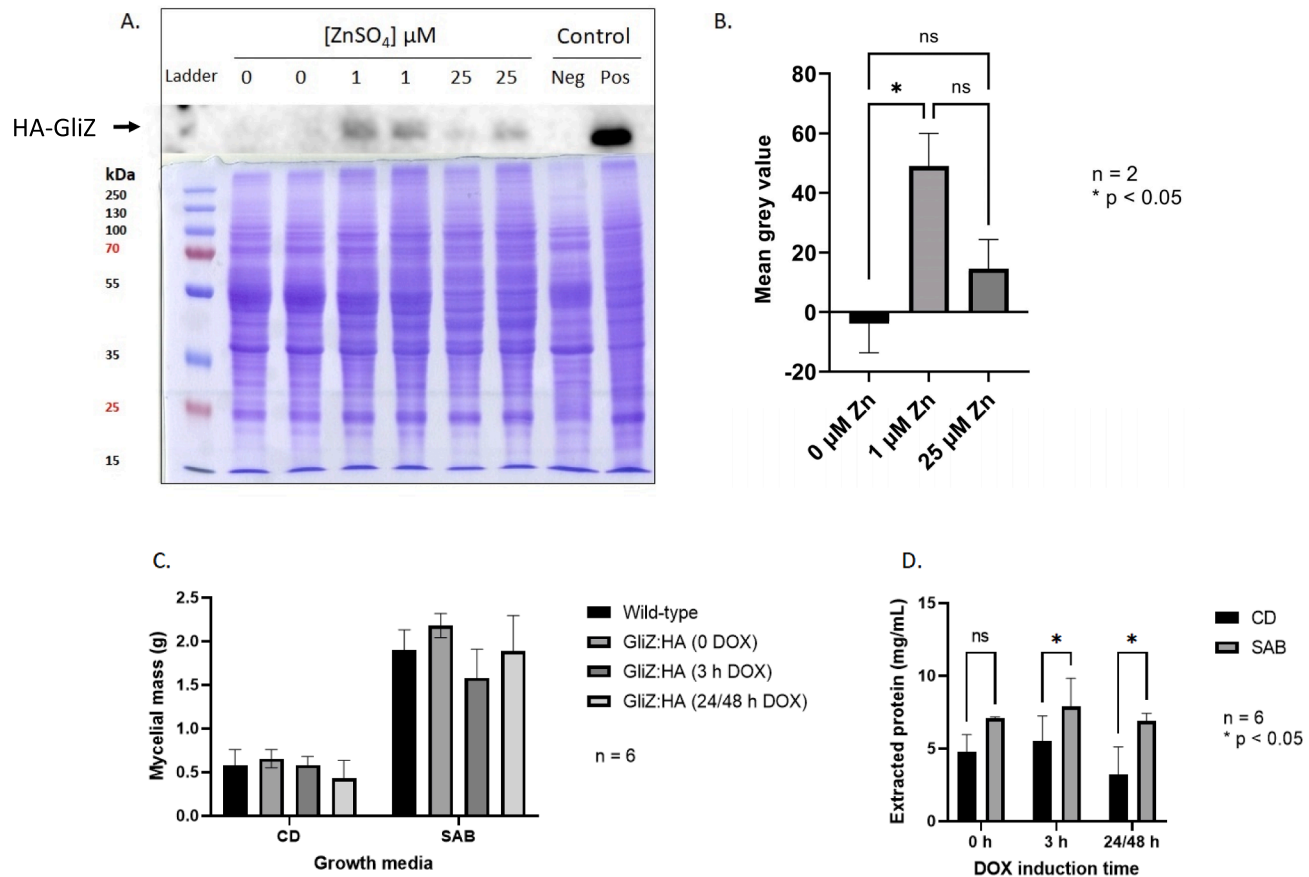 A.
[ZnSO₄] µM
Control
Ladder 0 0 1 1 25 25 Neg Pos
HA-GliZ
kDa
250
130
100
70
55
35
25
15
B.
ns
* ns
80
60
40
20
0
-20
Mean grey value
0 µM Zn
1 µM Zn
25 µM Zn
n = 2
* p < 0.05
C.
2.5
2.0
1.5
1.0
0.5
0.0
Mycelial mass (g)
CD SAB
Growth media
Wild-type
GliZ:HA (0 DOX)
GliZ:HA (3 h DOX)
GliZ:HA (24/48 h DOX)
n = 6
D.
15
10
5
0
Extracted protein (mg/mL)
ns * *
0 h 3 h 24/48 h
DOX induction time
CD
SAB
n = 6
* p < 0.05